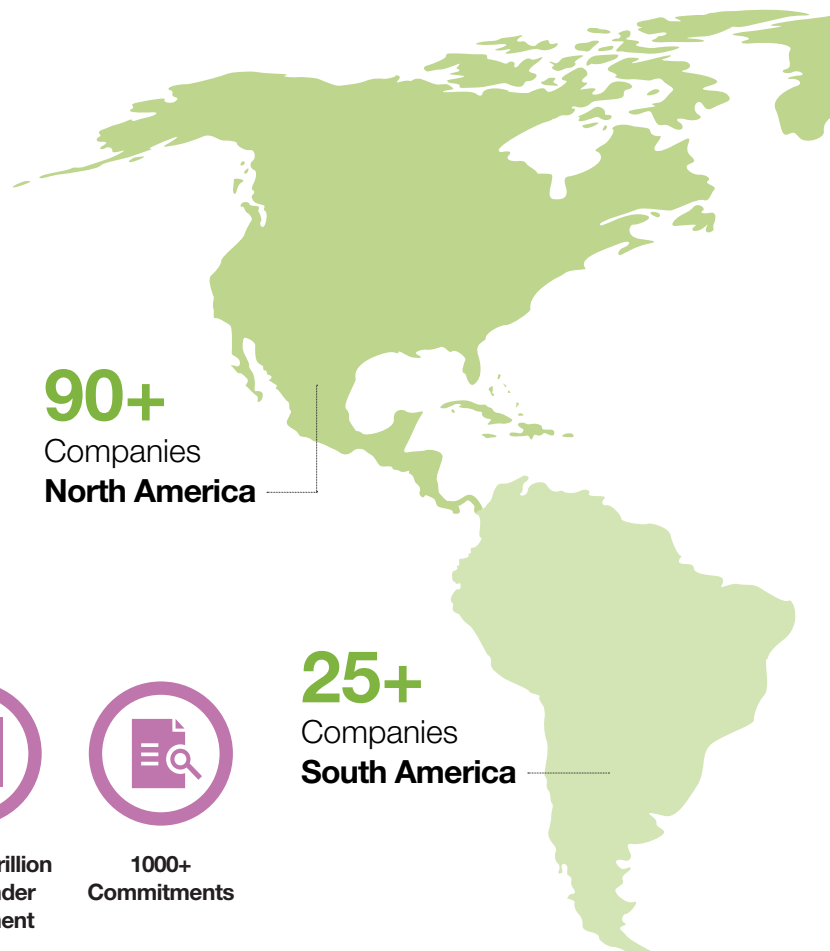 90+
Companies
North America
25+
Companies
South America
1000+
Commitments